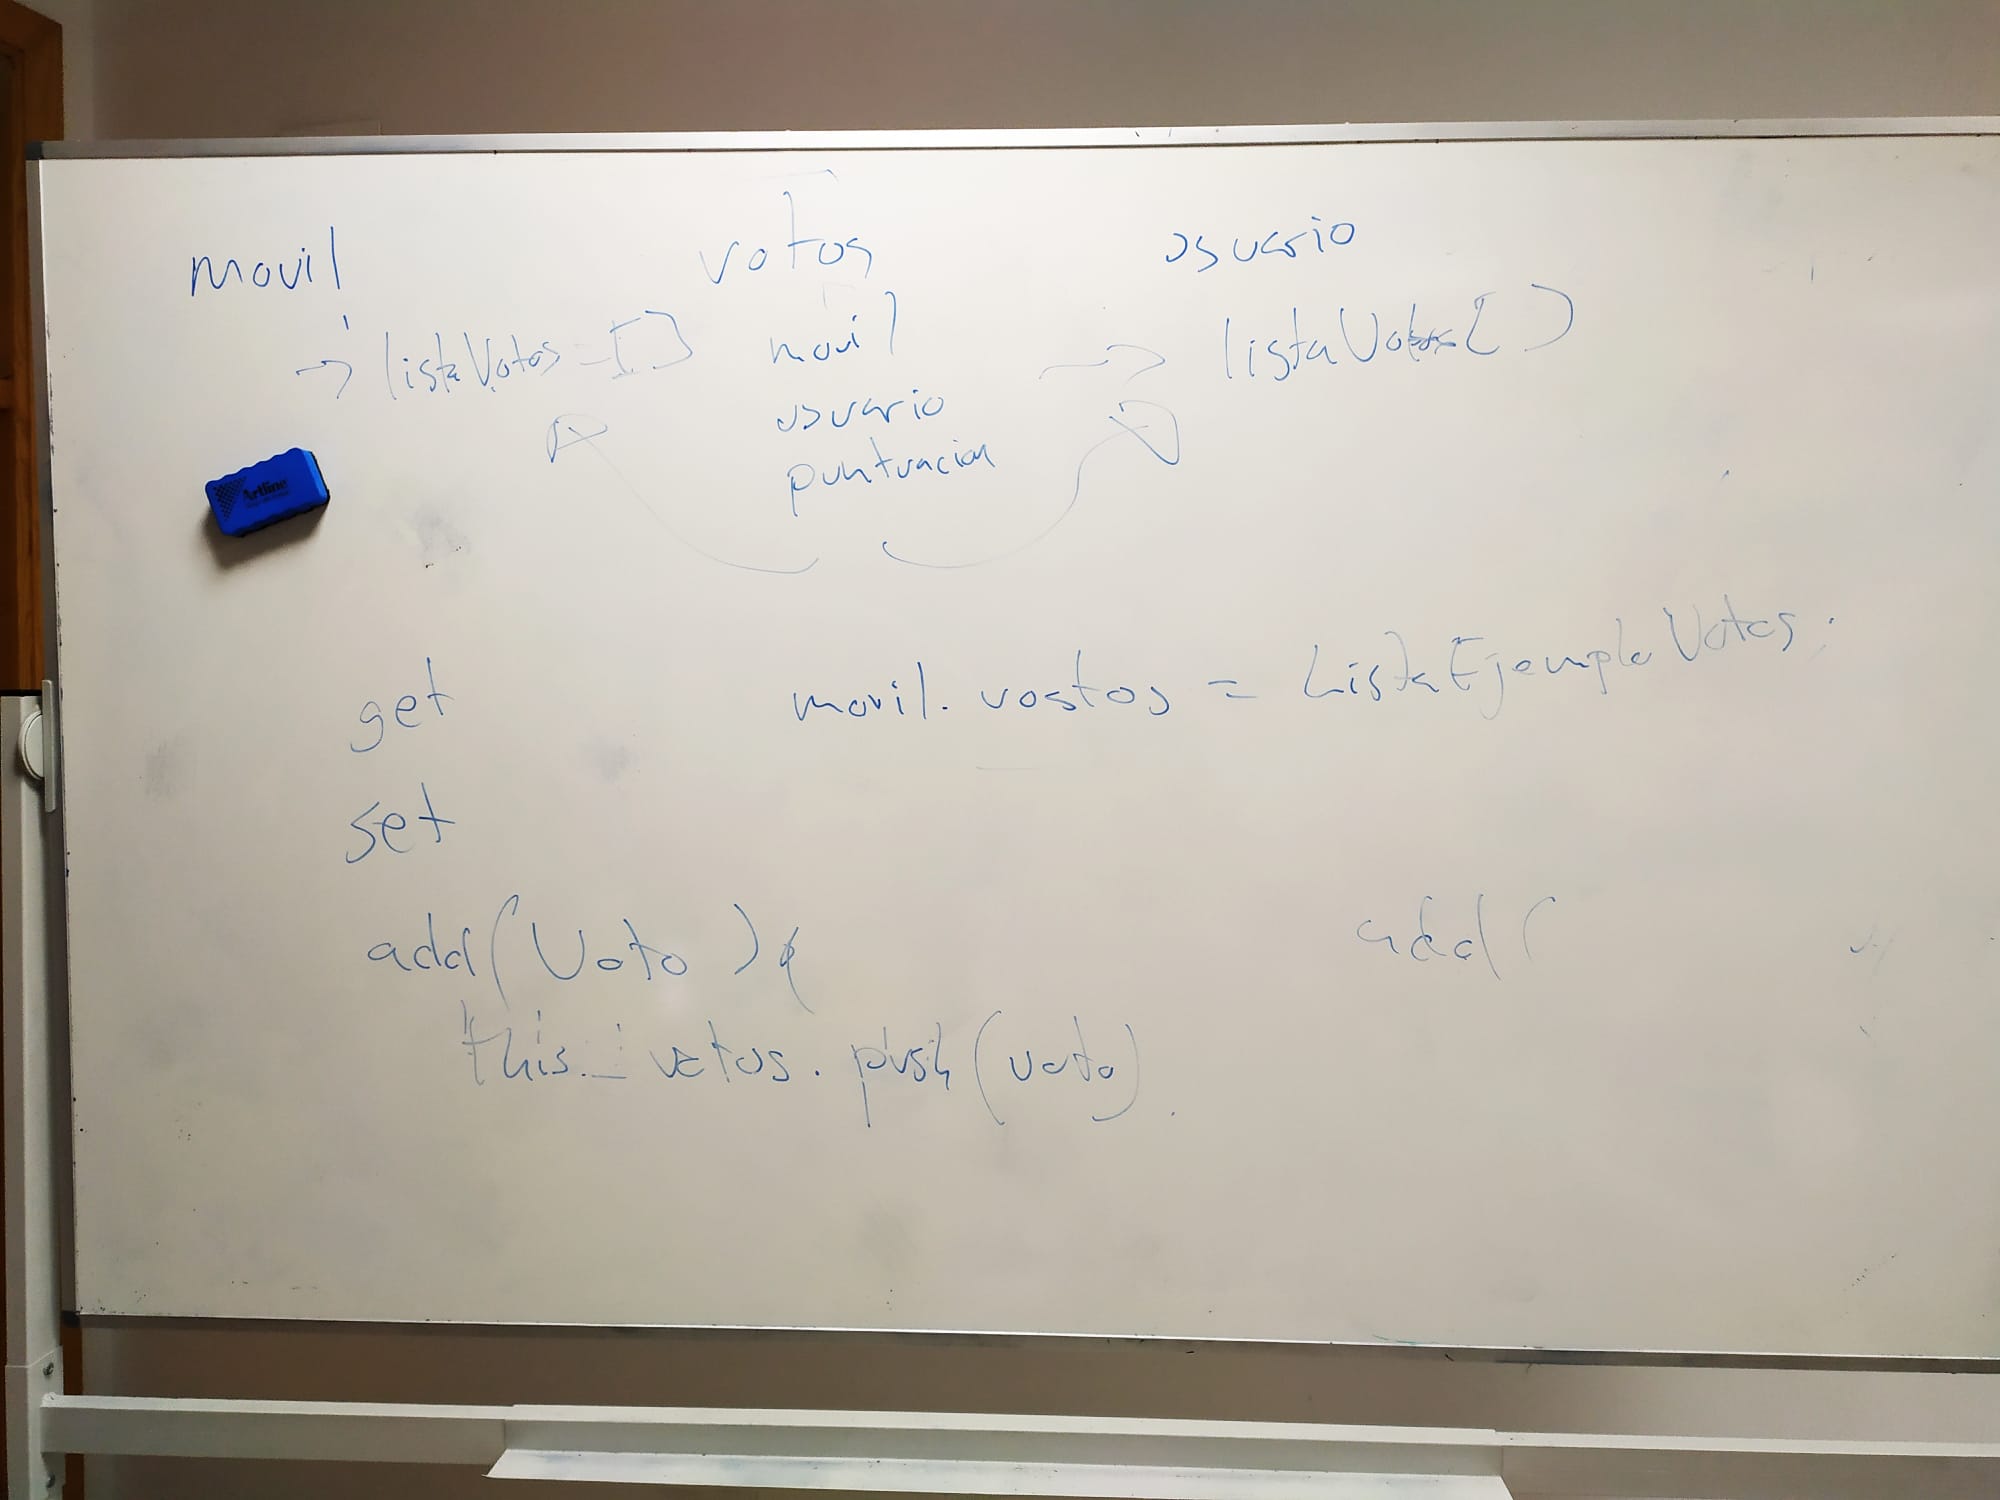 movil votos usuario
→ listaVotos = [] movil → listaVotos []
usuario
puntuacion
Artline
get movil. vostos = ListaEjemploVotos;
set
add(Voto){ add(
this._votos.push(voto)